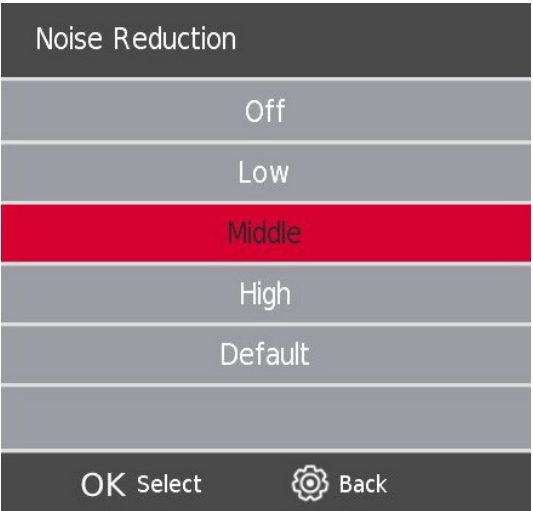 Noise Reduction
Off
Low
Middle
High
Default
OK Select Back